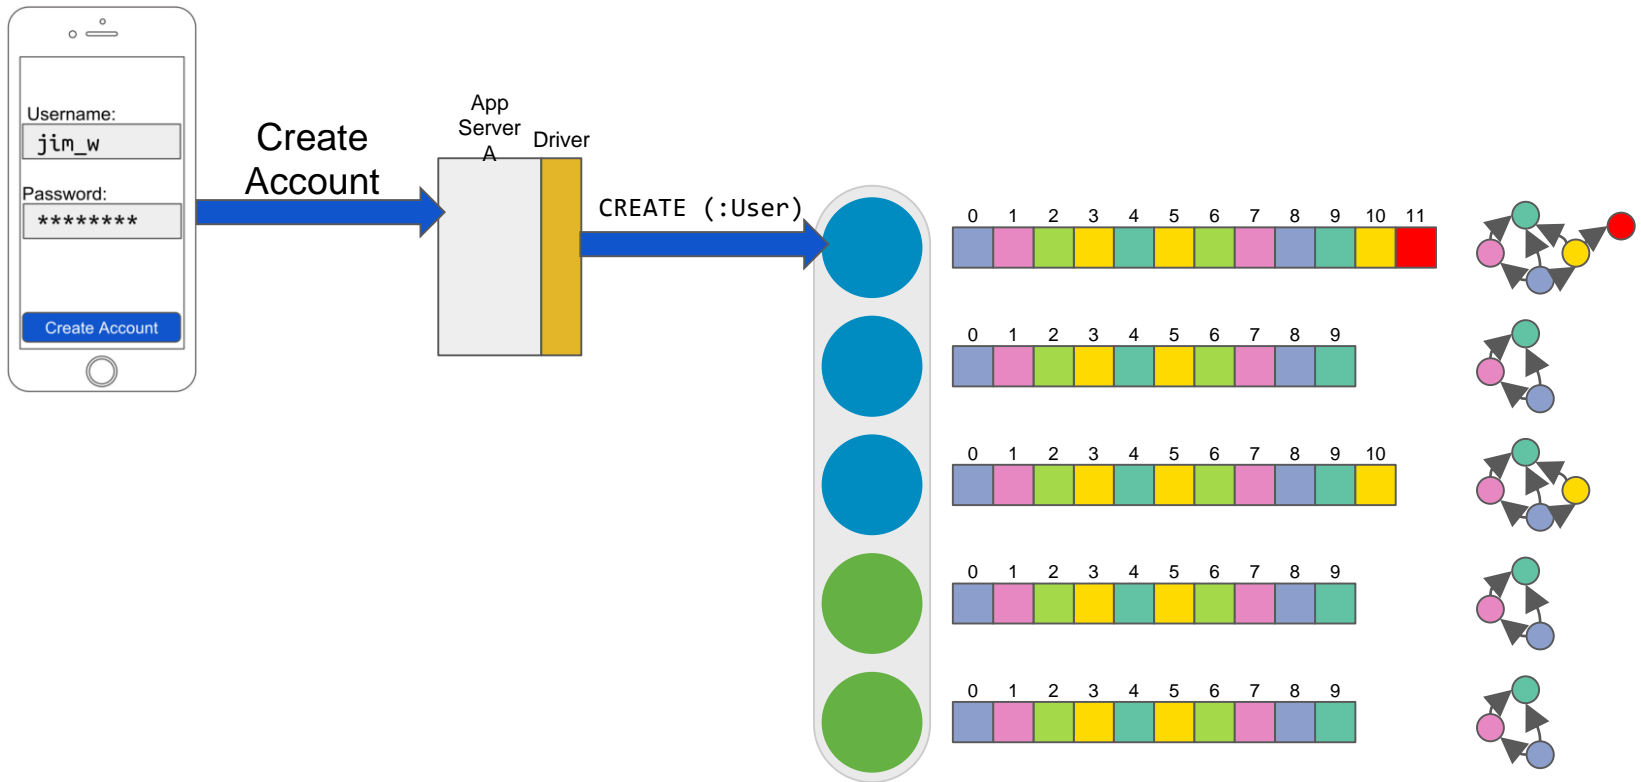 Username:
jim_w
Password:
********
Create Account
Create
Account
App
Server
A
Driver
CREATE (:User)
0 1 2 3 4 5 6 7 8 9 10 11
0 1 2 3 4 5 6 7 8 9
0 1 2 3 4 5 6 7 8 9 10
0 1 2 3 4 5 6 7 8 9
0 1 2 3 4 5 6 7 8 9